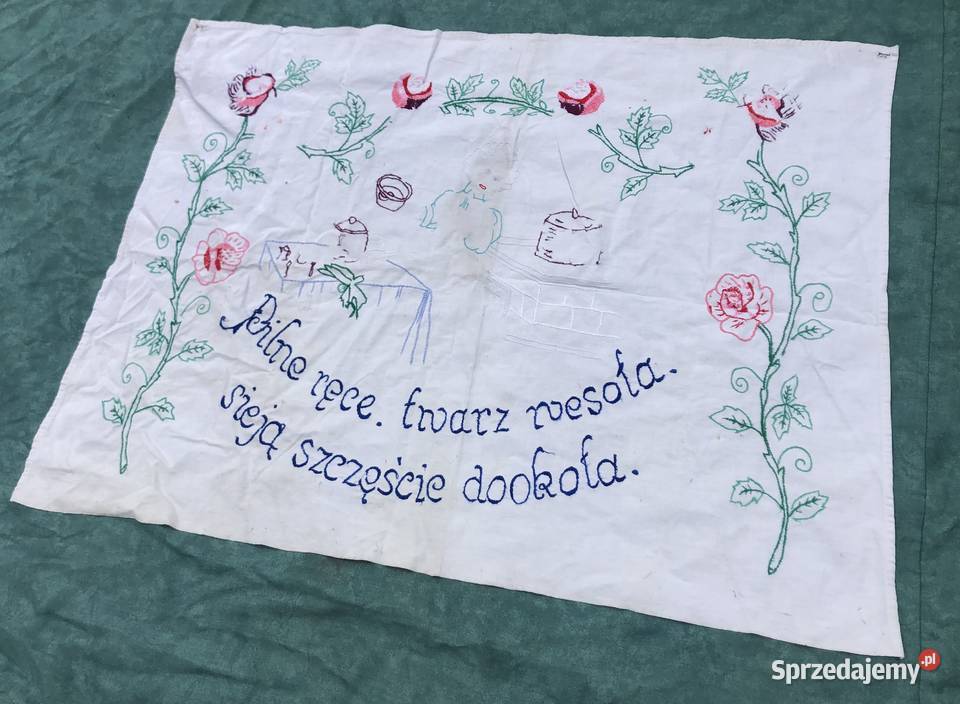 Pilne ręce. twarz wesoła.
sieją szczęście dookoła.
Sprzedajemy.pl